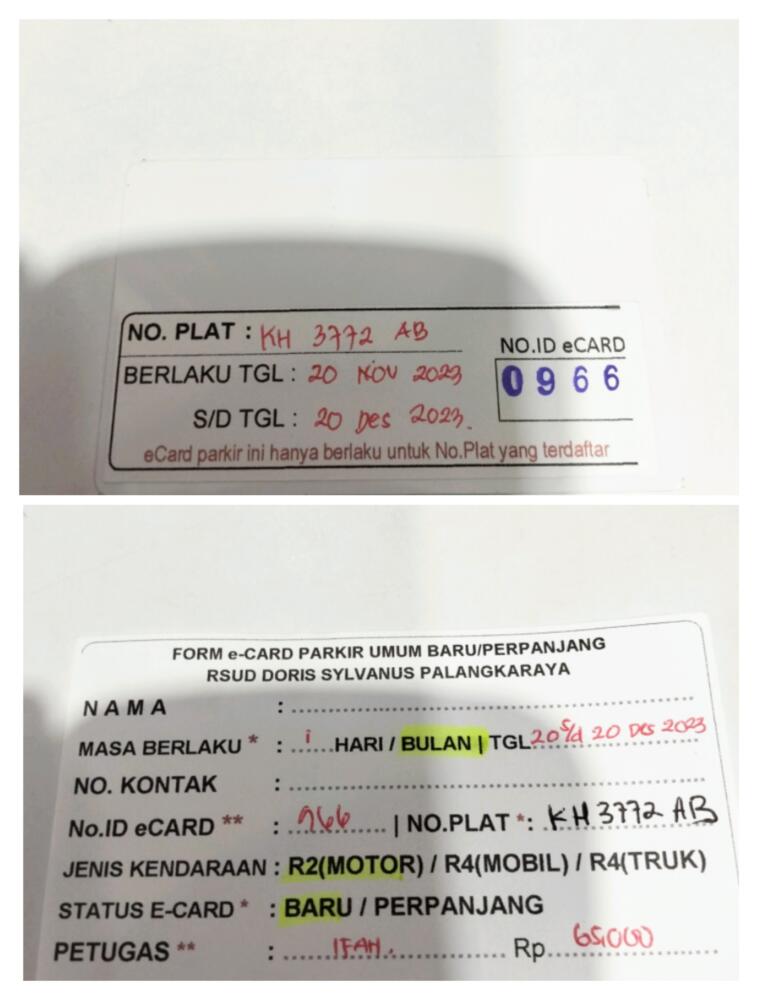 NO. PLAT : KH 3772 AB
NO.ID eCARD
BERLAKU TGL : 20 NOV 2023
0966
S/D TGL : 20 Des 2023.
eCard parkir ini hanya berlaku untuk No.Plat yang terdaftar
FORM e-CARD PARKIR UMUM BARU/PERPANJANG
RSUD DORIS SYLVANUS PALANGKARAYA
NAMA :
MASA BERLAKU * : 1 HARI / BULAN | TGL 20 s/d 20 Des 2023
NO. KONTAK :
No.ID eCARD ** : 966 | NO.PLAT *: KH 3772 AB
JENIS KENDARAAN : R2(MOTOR) / R4(MOBIL) / R4(TRUK)
STATUS E-CARD * : BARU / PERPANJANG
PETUGAS ** : IFAH. Rp. 65.000